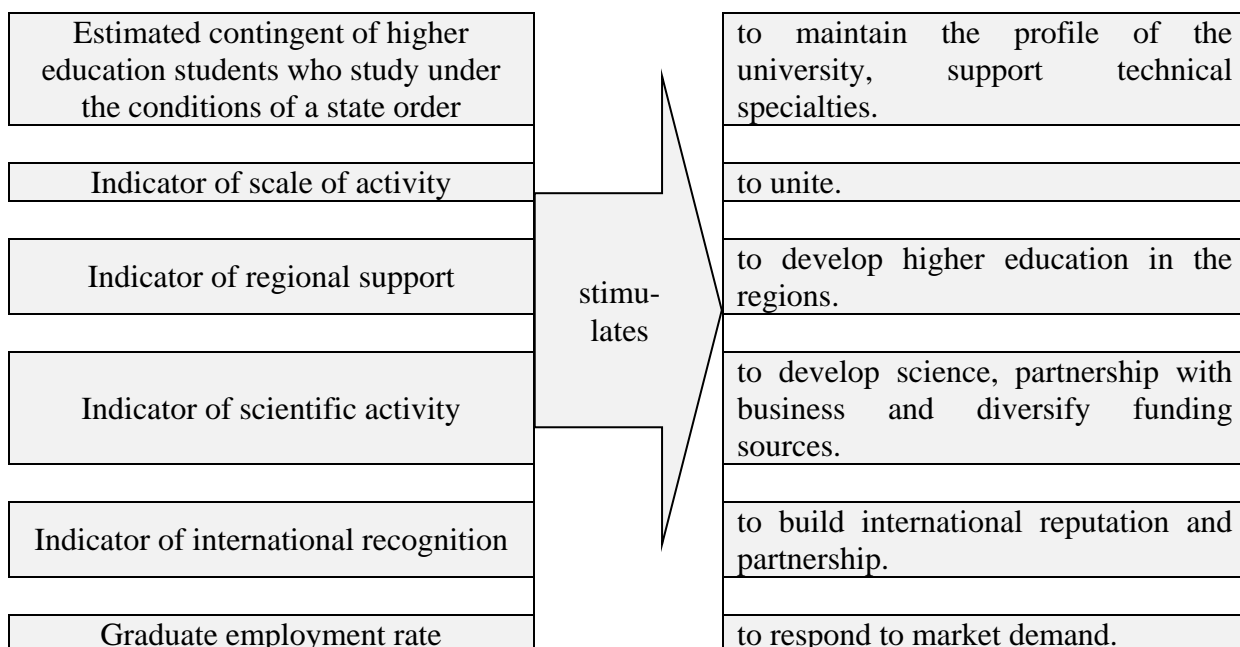 Estimated contingent of higher
education students who study under
the conditions of a state order
to maintain the profile of the
university, support technical
specialties.
Indicator of scale of activity
to unite.
Indicator of regional support
to develop higher education in the
regions.
stimu-
lates
Indicator of scientific activity
to develop science, partnership with
business and diversify funding
sources.
Indicator of international recognition
to build international reputation and
partnership.
Graduate employment rate
to respond to market demand.